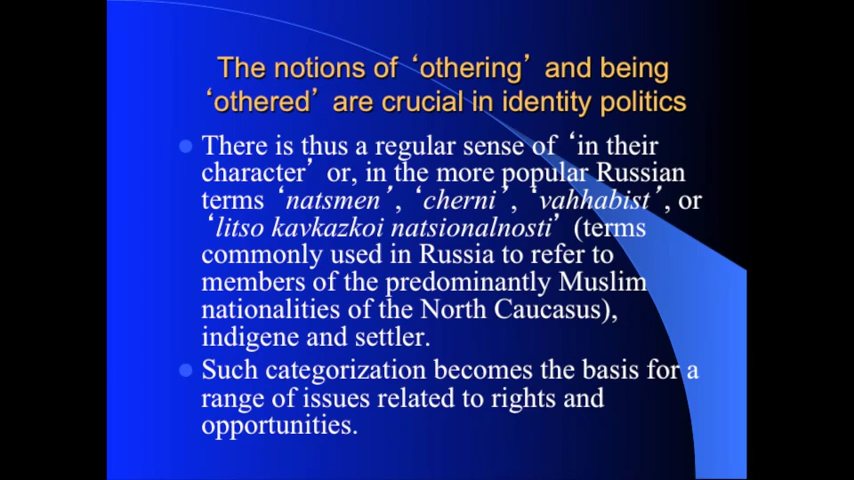 The notions of ‘othering’ and being
‘othered’ are crucial in identity politics
There is thus a regular sense of ‘in their
character’ or, in the more popular Russian
terms ‘natsmen’, ‘cherni’, ‘vahhabist’, or
‘litso kavkazkoi natsionalnosti’ (terms
commonly used in Russia to refer to
members of the predominantly Muslim
nationalities of the North Caucasus),
indigene and settler.
Such categorization becomes the basis for a
range of issues related to rights and
opportunities.